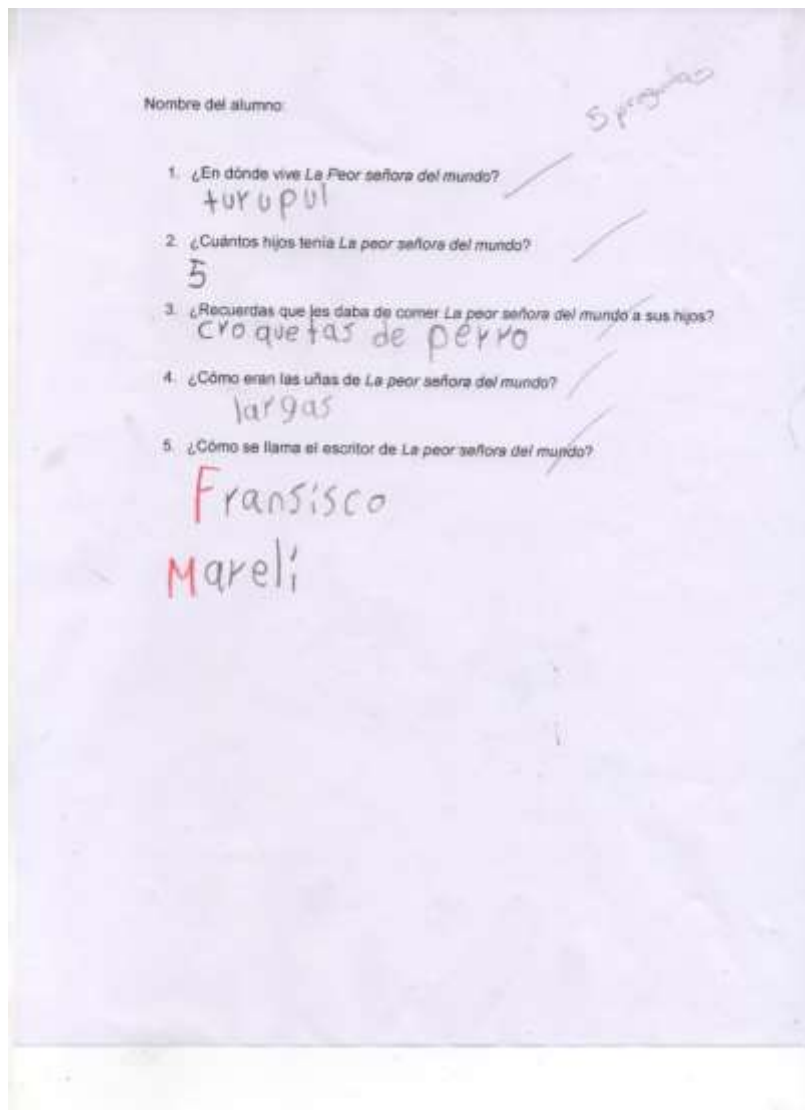 5 preguntas
Nombre del alumno:
1. ¿En dónde vive La Peor señora del mundo?
turupul
2. ¿Cuántos hijos tenía La peor señora del mundo?
5
3. ¿Recuerdas que les daba de comer La peor señora del mundo a sus hijos?
croquetas de perro
4. ¿Cómo eran las uñas de La peor señora del mundo?
largas
5. ¿Cómo se llama el escritor de La peor señora del mundo?
Fransisco
Marelí